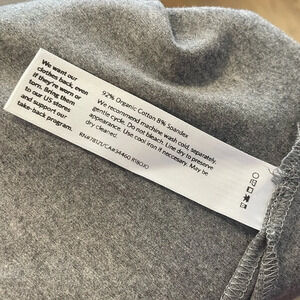 We want our
clothes back, even
if they're worn or
torn. Bring them
to our US stores
and support our
take-back program.
92% Organic Cotton 8% Spandex
We recommend machine wash cold, separately,
gentle cycle. Do not bleach. Line dry to preserve
appearance. Use cool iron if neccesary. May be
dry cleaned.